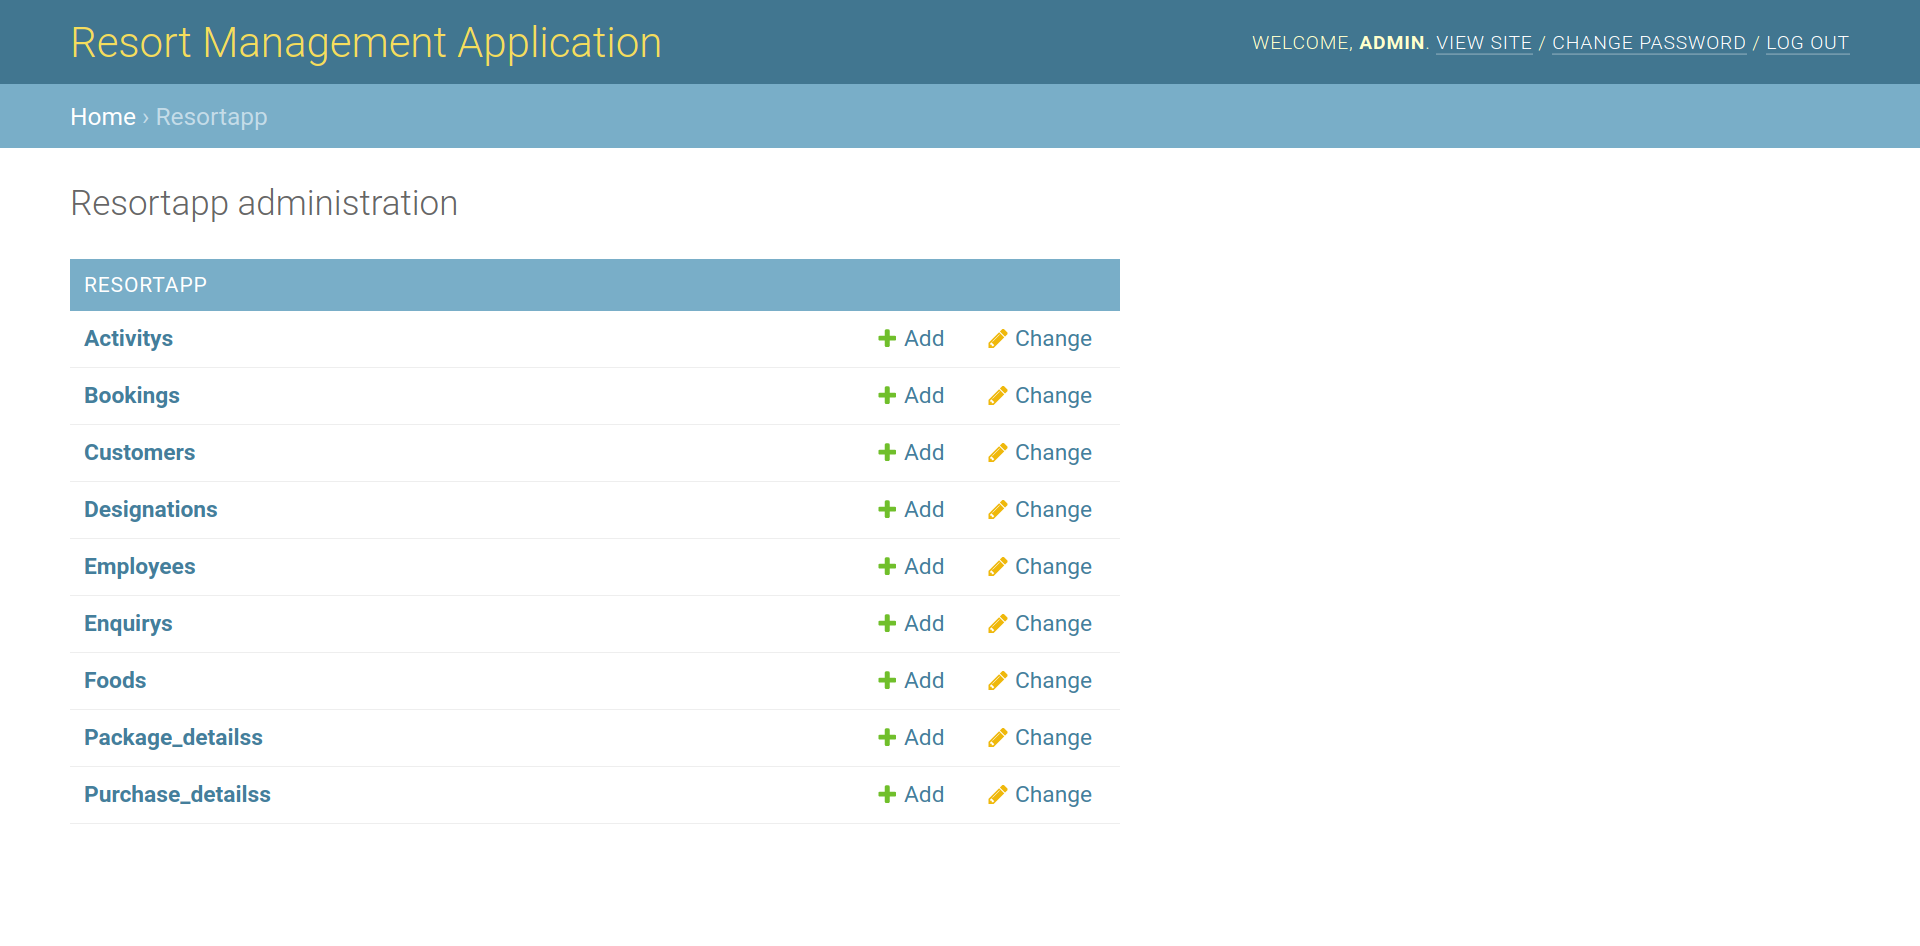 Resort Management Application
WELCOME, ADMIN. VIEW SITE / CHANGE PASSWORD / LOG OUT
Home › Resortapp
Resortapp administration
RESORTAPP
Activitys Add Change
Bookings Add Change
Customers Add Change
Designations Add Change
Employees Add Change
Enquirys Add Change
Foods Add Change
Package_detailss Add Change
Purchase_detailss Add Change